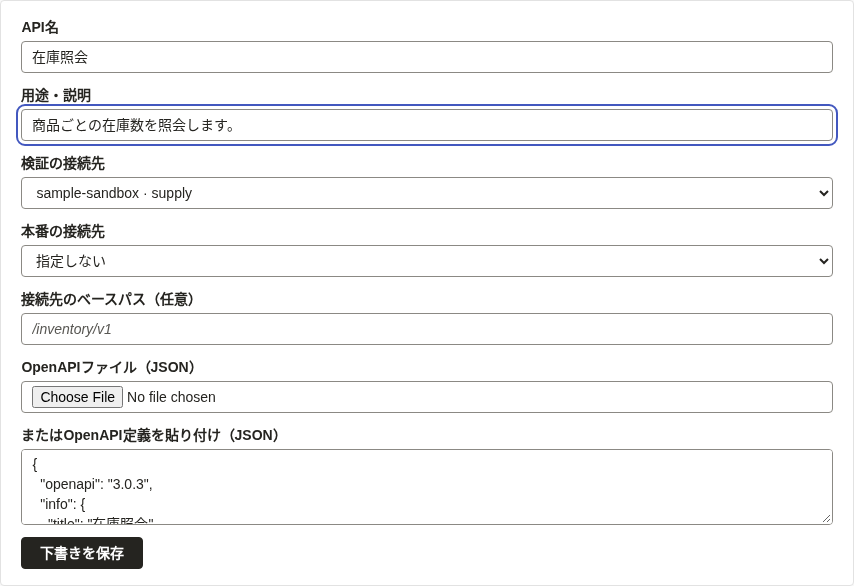 API名
在庫照会
用途・説明
商品ごとの在庫数を照会します。
検証の接続先
sample-sandbox · supply
本番の接続先
指定しない
接続先のベースパス（任意）
/inventory/v1
OpenAPIファイル（JSON）
Choose File No file chosen
またはOpenAPI定義を貼り付け（JSON）
{
"openapi": "3.0.3",
"info": {
"title": "在庫照会"
下書きを保存